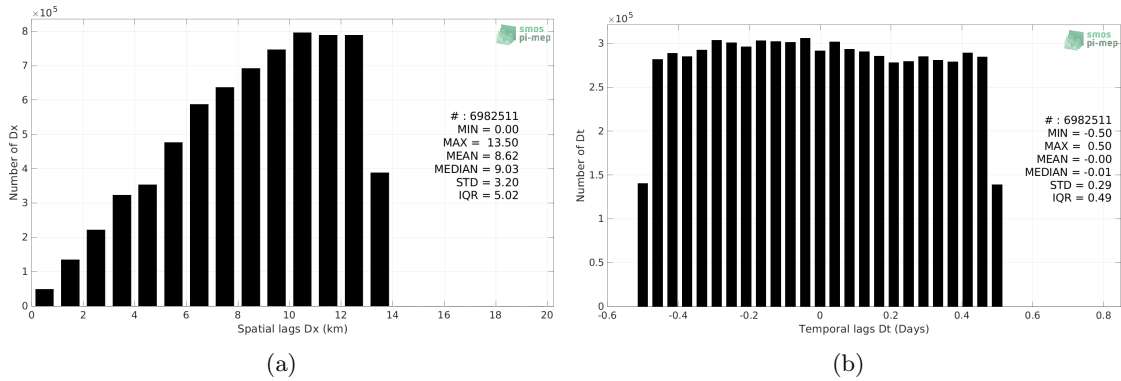 ×10⁵
9
8
7
6
5
4
3
2
1
0
Number of Dx
0 2 4 6 8 10 12 14 16 18 20
Spatial lags Dx (km)
smos
pi-mep
# : 6982511
MIN = 0.00
MAX = 13.50
MEAN = 8.62
MEDIAN = 9.03
STD = 3.20
IQR = 5.02
(a)
×10⁵
3
2.5
2
1.5
1
0.5
0
Number of Dt
-0.6 -0.4 -0.2 0 0.2 0.4 0.6 0.8
Temporal lags Dt (Days)
smos
pi-mep
# : 6982511
MIN = -0.50
MAX = 0.50
MEAN = -0.00
MEDIAN = -0.01
STD = 0.29
IQR = 0.49
(b)